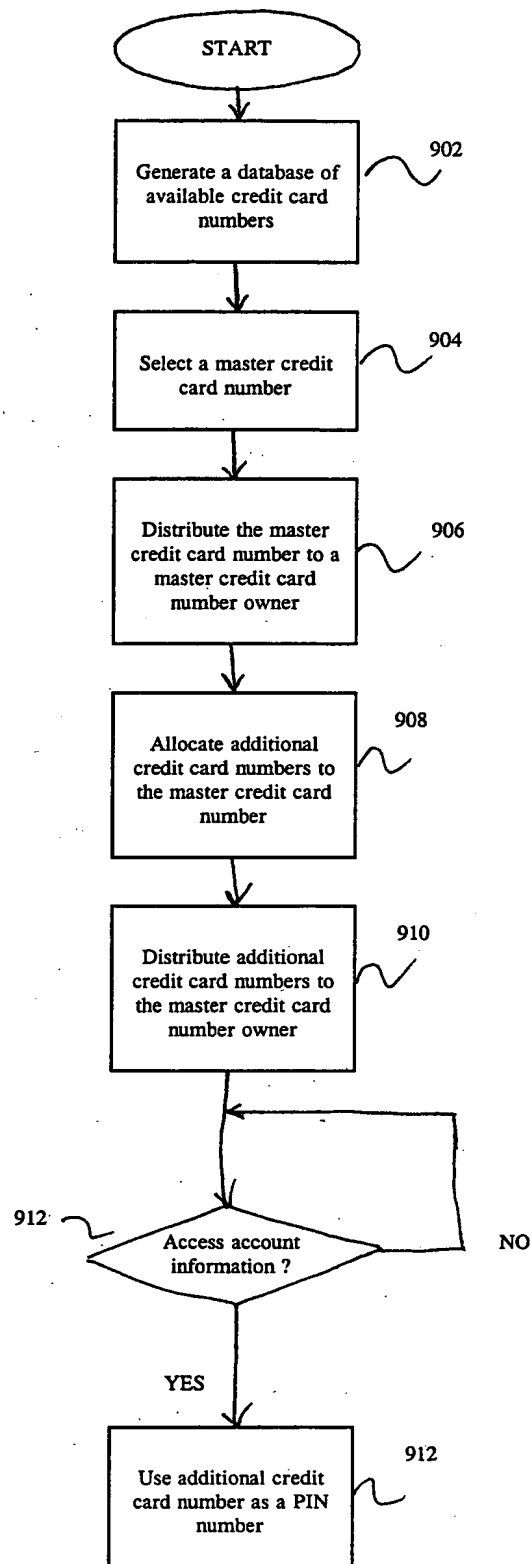 START
902
Generate a database of
available credit card
numbers
904
Select a master credit
card number
906
Distribute the master
credit card number to a
master credit card
number owner
908
Allocate additional
credit card numbers to
the master credit card
number
910
Distribute additional
credit card numbers to
the master credit card
number owner
912
Access account
information ?
NO
YES
912
Use additional credit
card number as a PIN
number